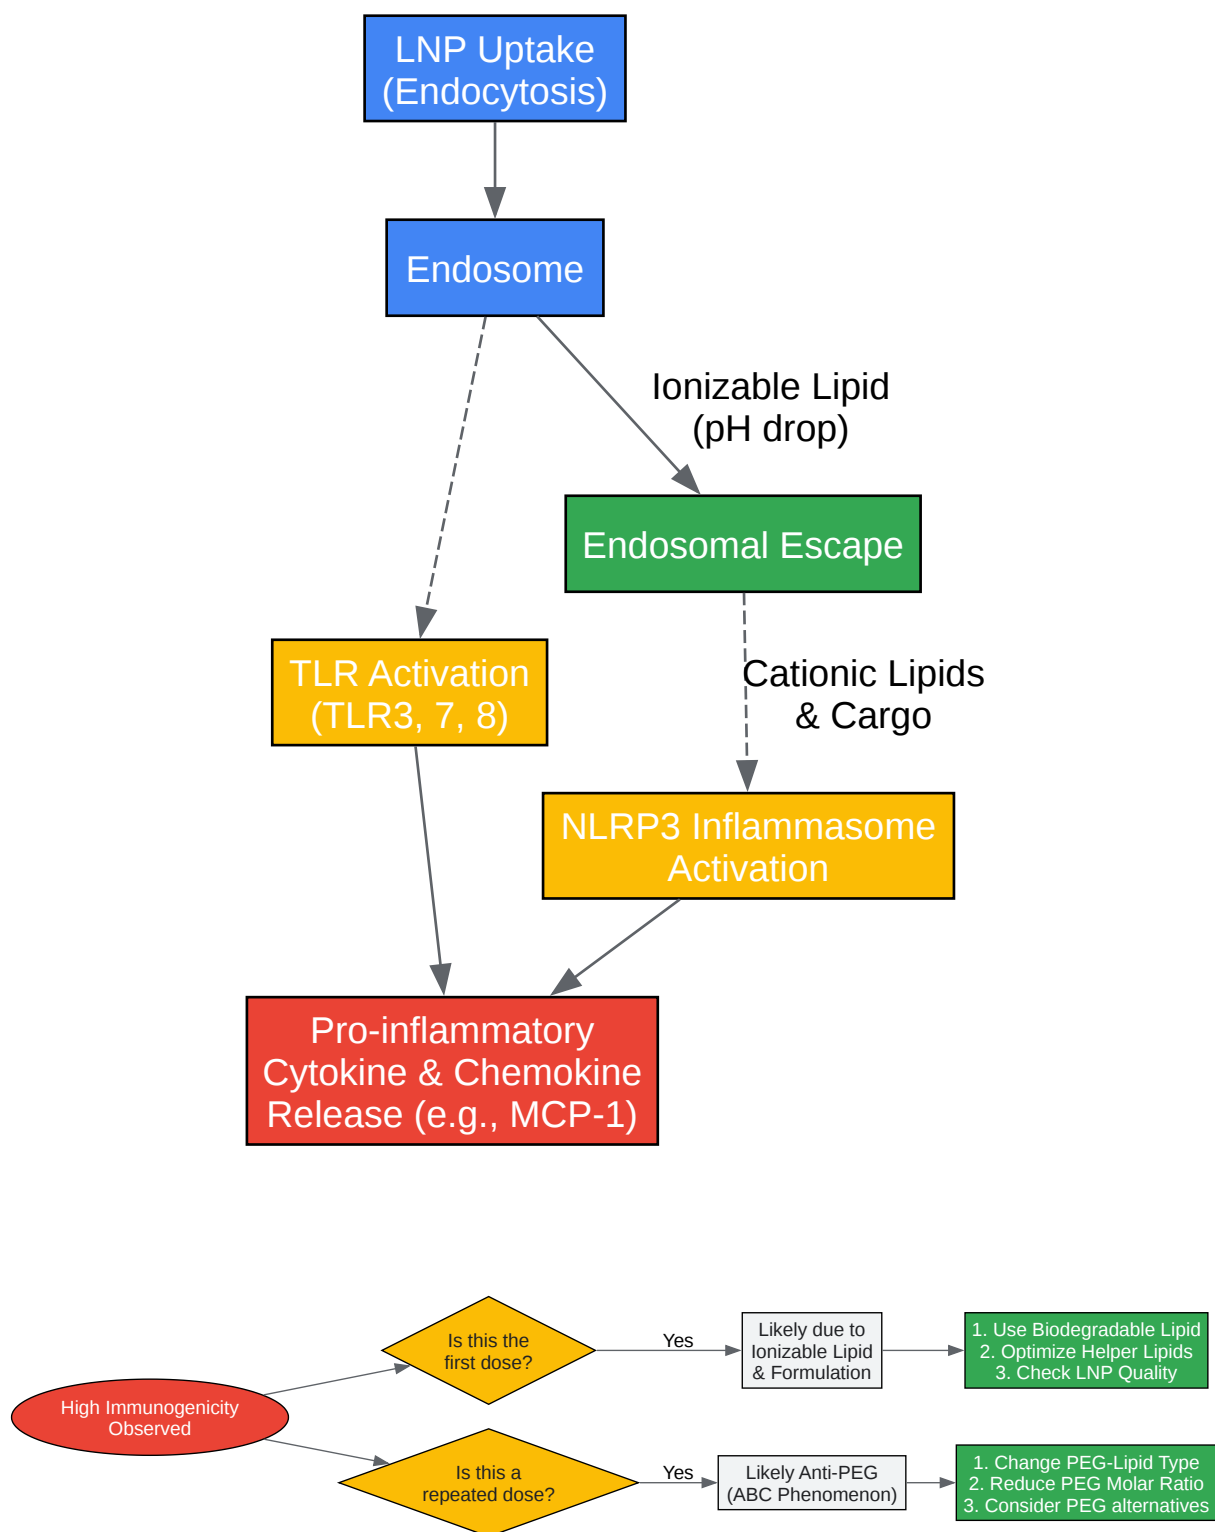 LNP Uptake
(Endocytosis)
Endosome
Ionizable Lipid
(pH drop)
Endosomal Escape
TLR Activation
(TLR3, 7, 8)
Cationic Lipids
& Cargo
NLRP3 Inflammasome
Activation
Pro-inflammatory
Cytokine & Chemokine
Release (e.g., MCP-1)
High Immunogenicity
Observed
Is this the
first dose?
Yes
Likely due to
Ionizable Lipid
& Formulation
1. Use Biodegradable Lipid
2. Optimize Helper Lipids
3. Check LNP Quality
Is this a
repeated dose?
Yes
Likely Anti-PEG
(ABC Phenomenon)
1. Change PEG-Lipid Type
2. Reduce PEG Molar Ratio
3. Consider PEG alternatives